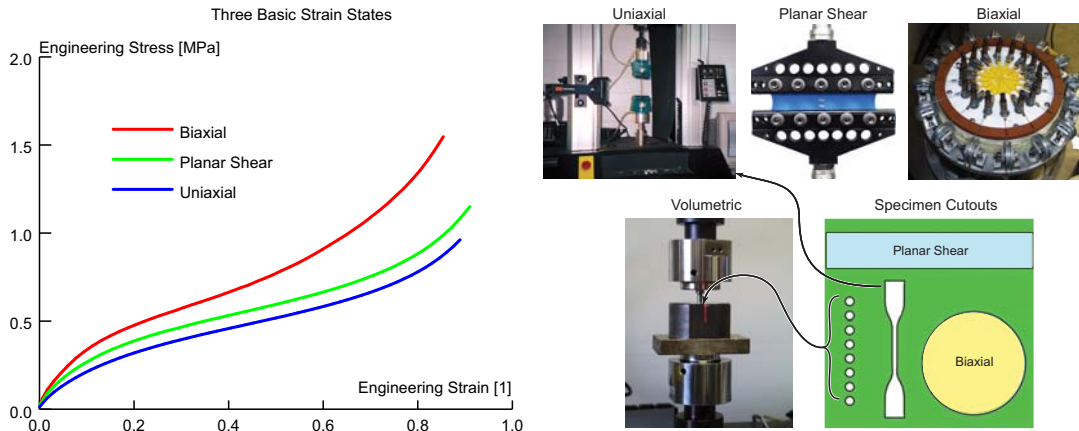 Three Basic Strain States
Engineering Stress [MPa]
2.0
1.5
1.0
0.5
0.0
Biaxial
Planar Shear
Uniaxial
Engineering Strain [1]
0.0
0.2
0.4
0.6
0.8
1.0
Uniaxial
Planar Shear
Biaxial
Volumetric
Specimen Cutouts
Planar Shear
Biaxial